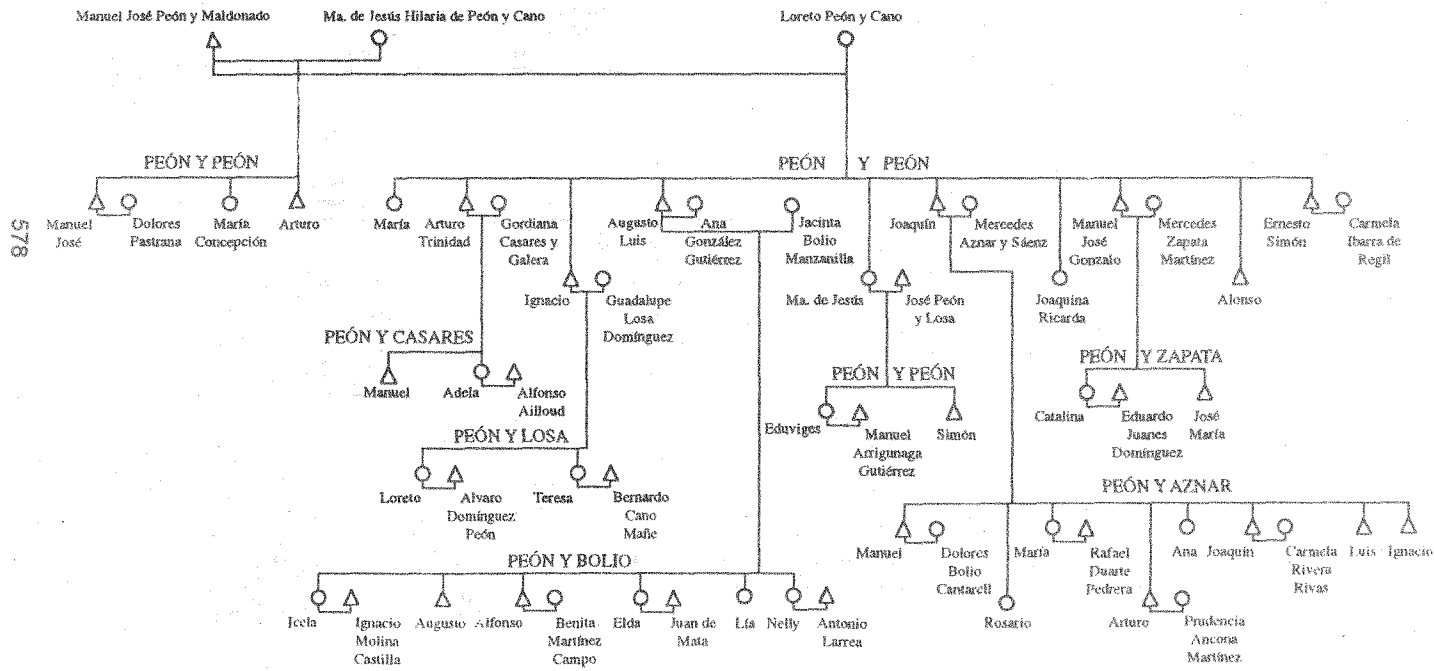 Manuel José Peón y Maldonado
Ma. de Jesús Hilaria de Peón y Cano
Loreto Peón y Cano
PEÓN Y PEÓN
PEÓN Y PEÓN
Manuel
José
Dolores
Pastrana
María
Concepción
Arturo
María
Arturo
Trinidad
Gordiana
Casares y
Galera
Augusto
Luis
Ana
González
Gutiérrez
Jacinta
Bolio
Manzanilla
Joaquín
Mercedes
Aznar y Sáenz
Manuel
José
Gonzalo
Mercedes
Zapata
Martínez
Ernesto
Simón
Carmela
Ibarra de
Regil
578
Ignacio
Guadalupe
Losa
Domínguez
Ma. de Jesús
José Peón
y Losa
Joaquina
Ricarda
Alonso
PEÓN Y CASARES
Manuel
Adela
Alfonso
Ailloud
PEÓN Y PEÓN
Eduviges
Manuel
Arrigunaga
Gutiérrez
Simón
PEÓN Y ZAPATA
Catalina
Eduardo
Juanes
Domínguez
José
María
PEÓN Y LOSA
Loreto
Alvaro
Domínguez
Peón
Teresa
Bernardo
Cano
Mañe
PEÓN Y AZNAR
Manuel
Dolores
Bolio
Cantarell
Rosario
María
Rafael
Duarte
Pedrera
Arturo
Prudencia
Ancona
Martínez
Ana
Joaquín
Carmela
Rivera
Rivas
Luis
Ignacio
PEÓN Y BOLIO
Icela
Ignacio
Molina
Castilla
Augusto
Alfonso
Benita
Martínez
Campo
Elda
Juan de
Mata
Lía
Nelly
Antonio
Larrea